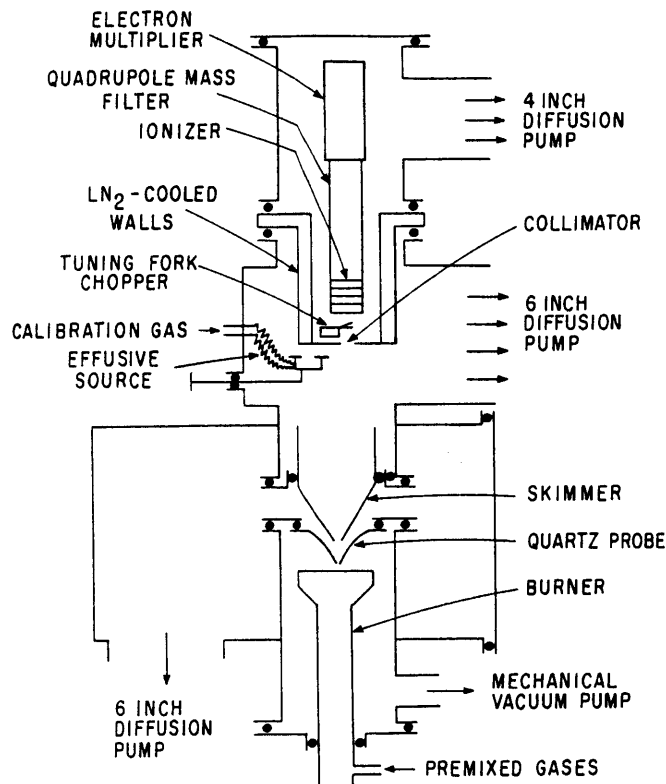 ELECTRON
MULTIPLIER
QUADRUPOLE MASS
FILTER
IONIZER
LN2-COOLED
WALLS
TUNING FORK
CHOPPER
CALIBRATION GAS
EFFUSIVE
SOURCE
4 INCH
DIFFUSION
PUMP
COLLIMATOR
6 INCH
DIFFUSION
PUMP
SKIMMER
QUARTZ PROBE
BURNER
6 INCH
DIFFUSION
PUMP
MECHANICAL
VACUUM PUMP
PREMIXED GASES